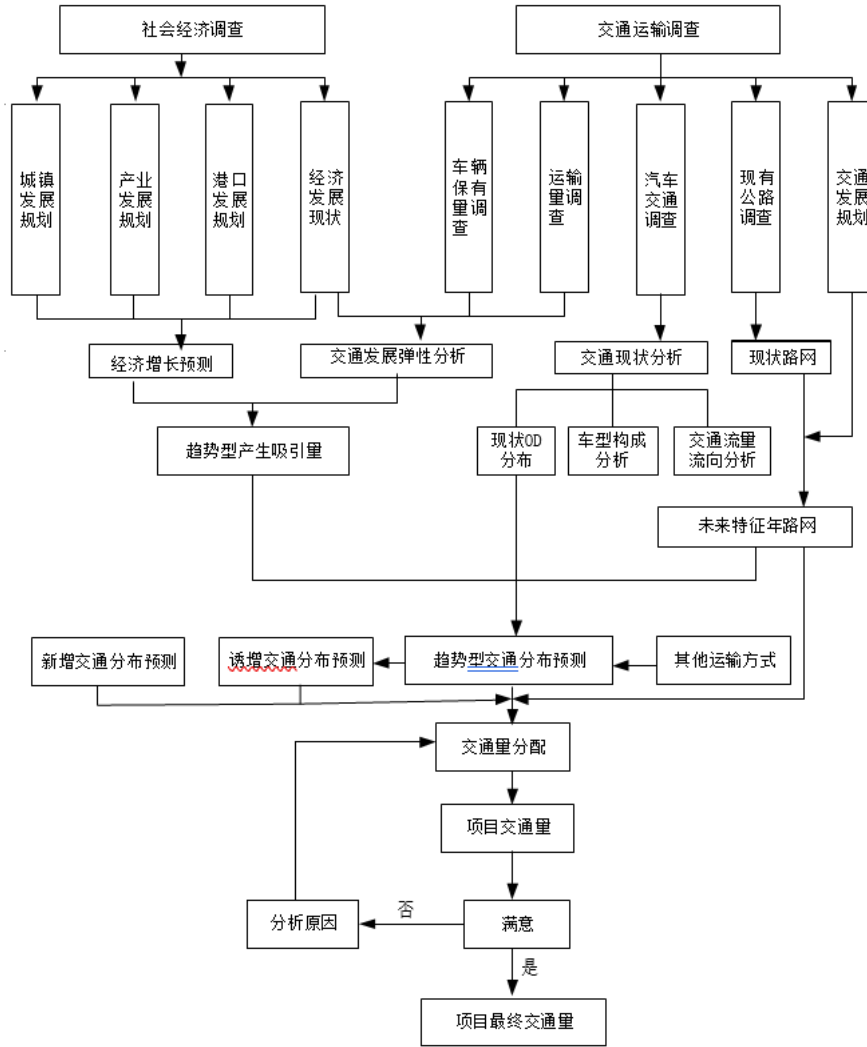 社会经济调查
交通运输调查
城镇
发展
规划
产业
发展
规划
港口
发展
规划
经济
发展
现状
车辆
保有
量调
查
运输
量调
查
汽车
交通
调查
现有
公路
调查
交通
发展
规划
经济增长预测
交通发展弹性分析
交通现状分析
现状路网
趋势型产生吸引量
现状OD
分布
车型构成
分析
交通流量
流向分析
未来特征年路网
新增交通分布预测
诱增交通分布预测
趋势型交通分布预测
其他运输方式
交通量分配
项目交通量
分析原因
否
满意
是
项目最终交通量